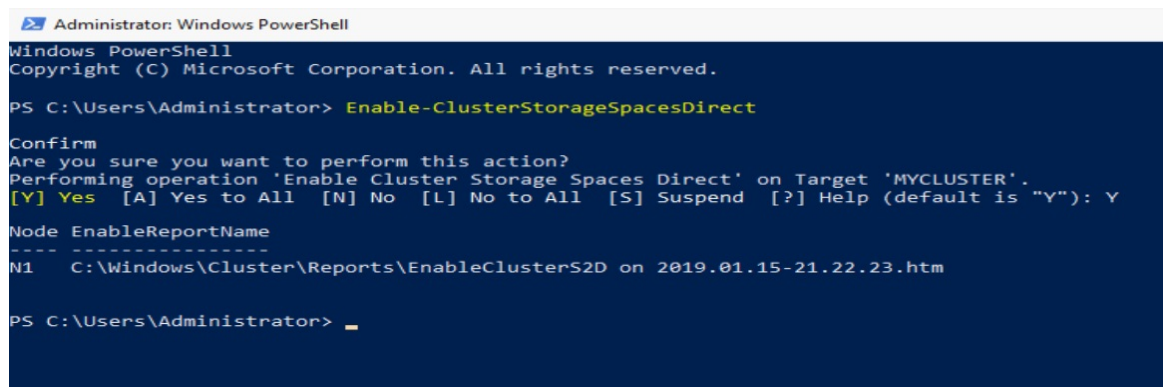 Administrator: Windows PowerShell
Windows PowerShell
Copyright (C) Microsoft Corporation. All rights reserved.
PS C:\Users\Administrator> Enable-ClusterStorageSpacesDirect
Confirm
Are you sure you want to perform this action?
Performing operation 'Enable Cluster Storage Spaces Direct' on Target 'MYCLUSTER'.
[Y] Yes  [A] Yes to All  [N] No  [L] No to All  [S] Suspend  [?] Help (default is "Y"): Y
Node EnableReportName
---- -----------------
N1   C:\Windows\Cluster\Reports\EnableClusterS2D on 2019.01.15-21.22.23.htm
PS C:\Users\Administrator> _